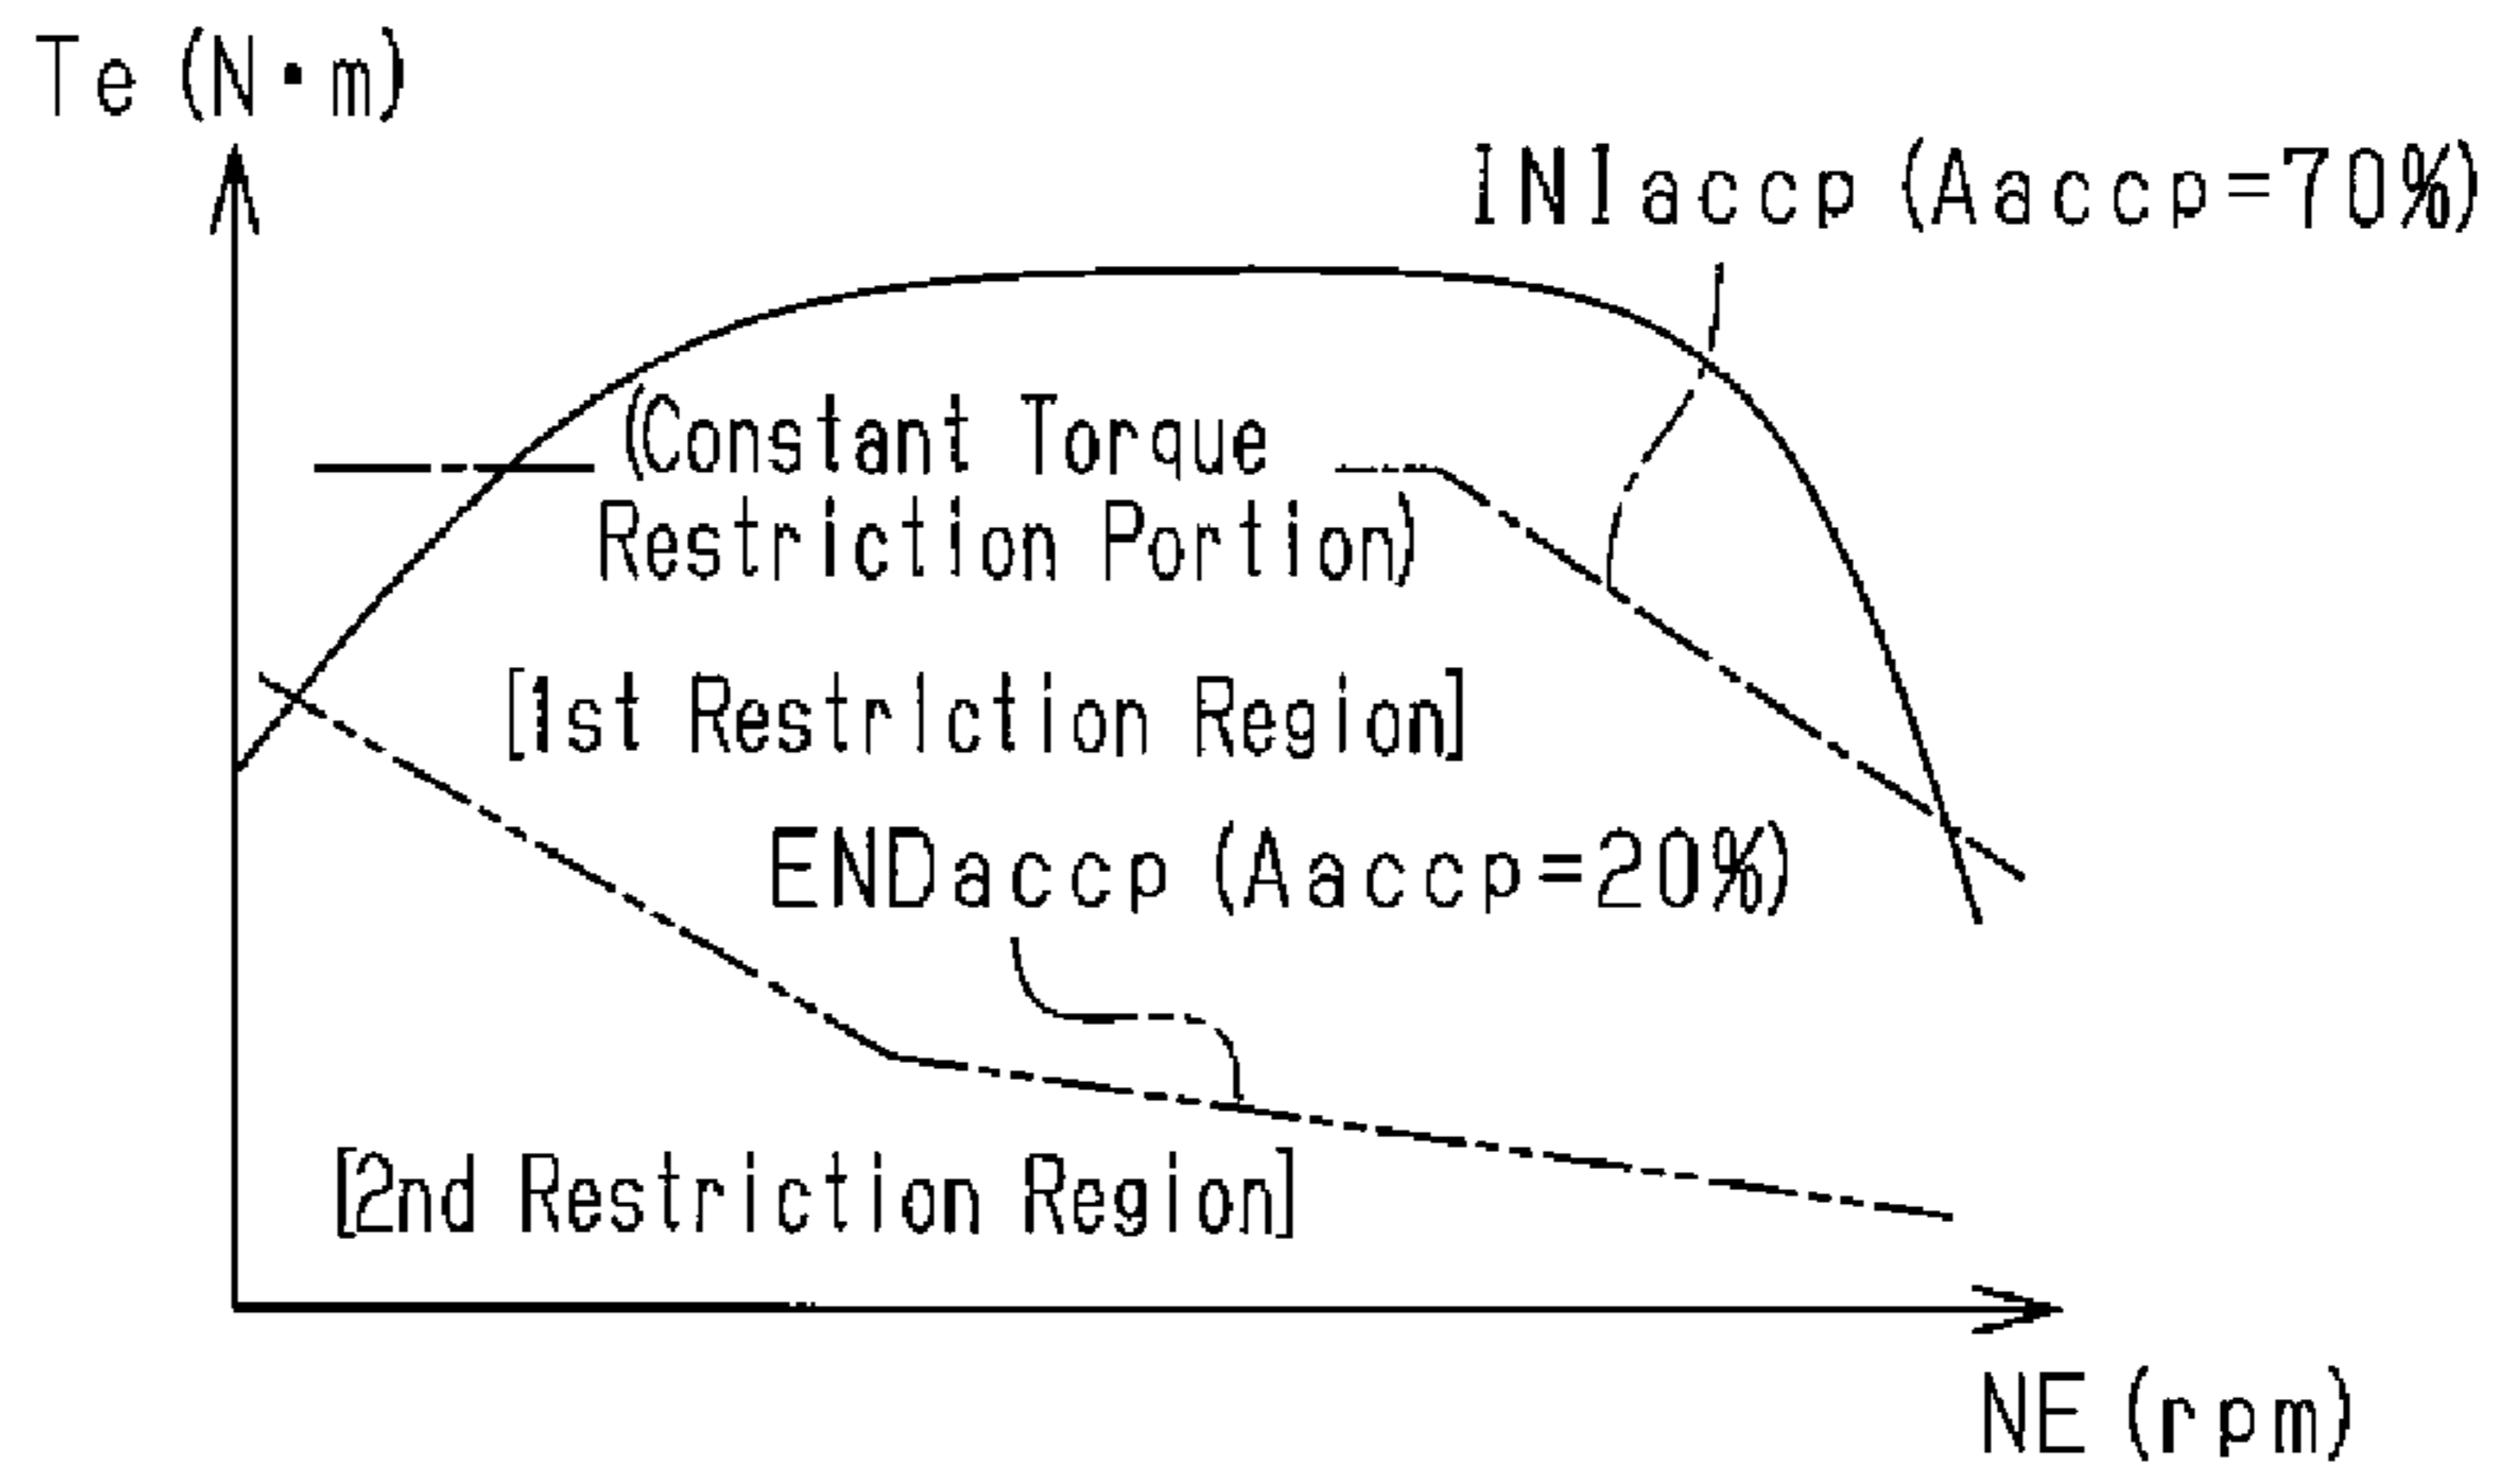 Te (N·m)
INIaccp (Aaccp=70%)
(Constant Torque
Restriction Portion)
[1st Restriction Region]
ENDaccp (Aaccp=20%)
[2nd Restriction Region]
NE (rpm)